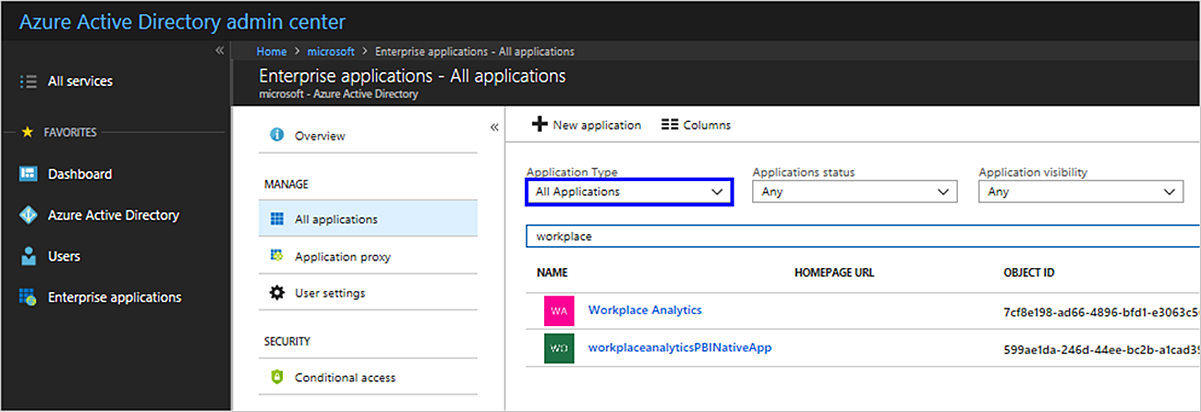 Azure Active Directory admin center
«
Home > microsoft > Enterprise applications - All applications
All services
Enterprise applications - All applications
microsoft - Azure Active Directory
FAVORITES
Dashboard
Azure Active Directory
Users
Enterprise applications
«
Overview
MANAGE
All applications
Application proxy
User settings
SECURITY
Conditional access
New application Columns
Application Type Applications status Application visibility
All Applications Any Any
workplace
NAME HOMEPAGE URL OBJECT ID
WA Workplace Analytics 7cf8e198-ad66-4896-bfd1-e3063c5
WO workplaceanalyticsPBINativeApp 599ae1da-246d-44ee-bc2b-a1cad39